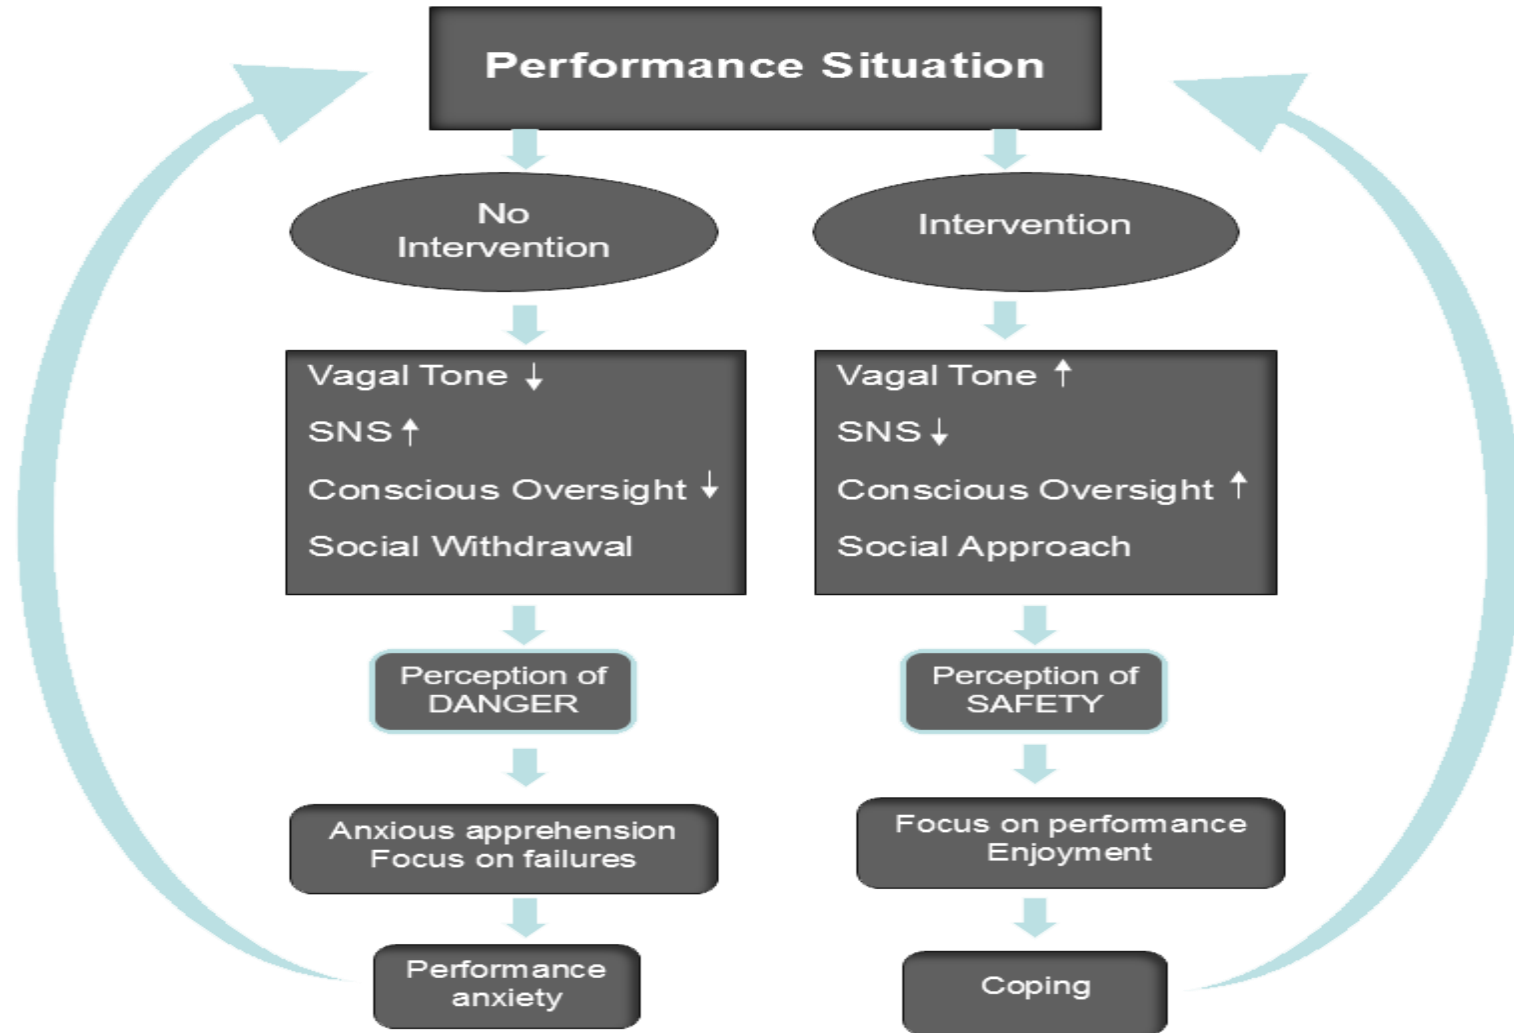 Performance Situation
No
Intervention
Vagal Tone ↓
SNS ↑
Conscious Oversight ↓
Social Withdrawal
Perception of
DANGER
Anxious apprehension
Focus on failures
Performance
anxiety
Intervention
Vagal Tone ↑
SNS ↓
Conscious Oversight ↑
Social Approach
Perception of
SAFETY
Focus on performance
Enjoyment
Coping